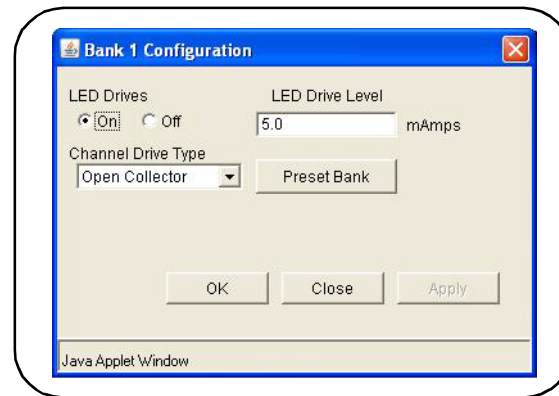 Bank 1 Configuration
LED Drives
On Off
LED Drive Level
5.0 mAmps
Channel Drive Type
Open Collector
Preset Bank
OK Close Apply
Java Applet Window